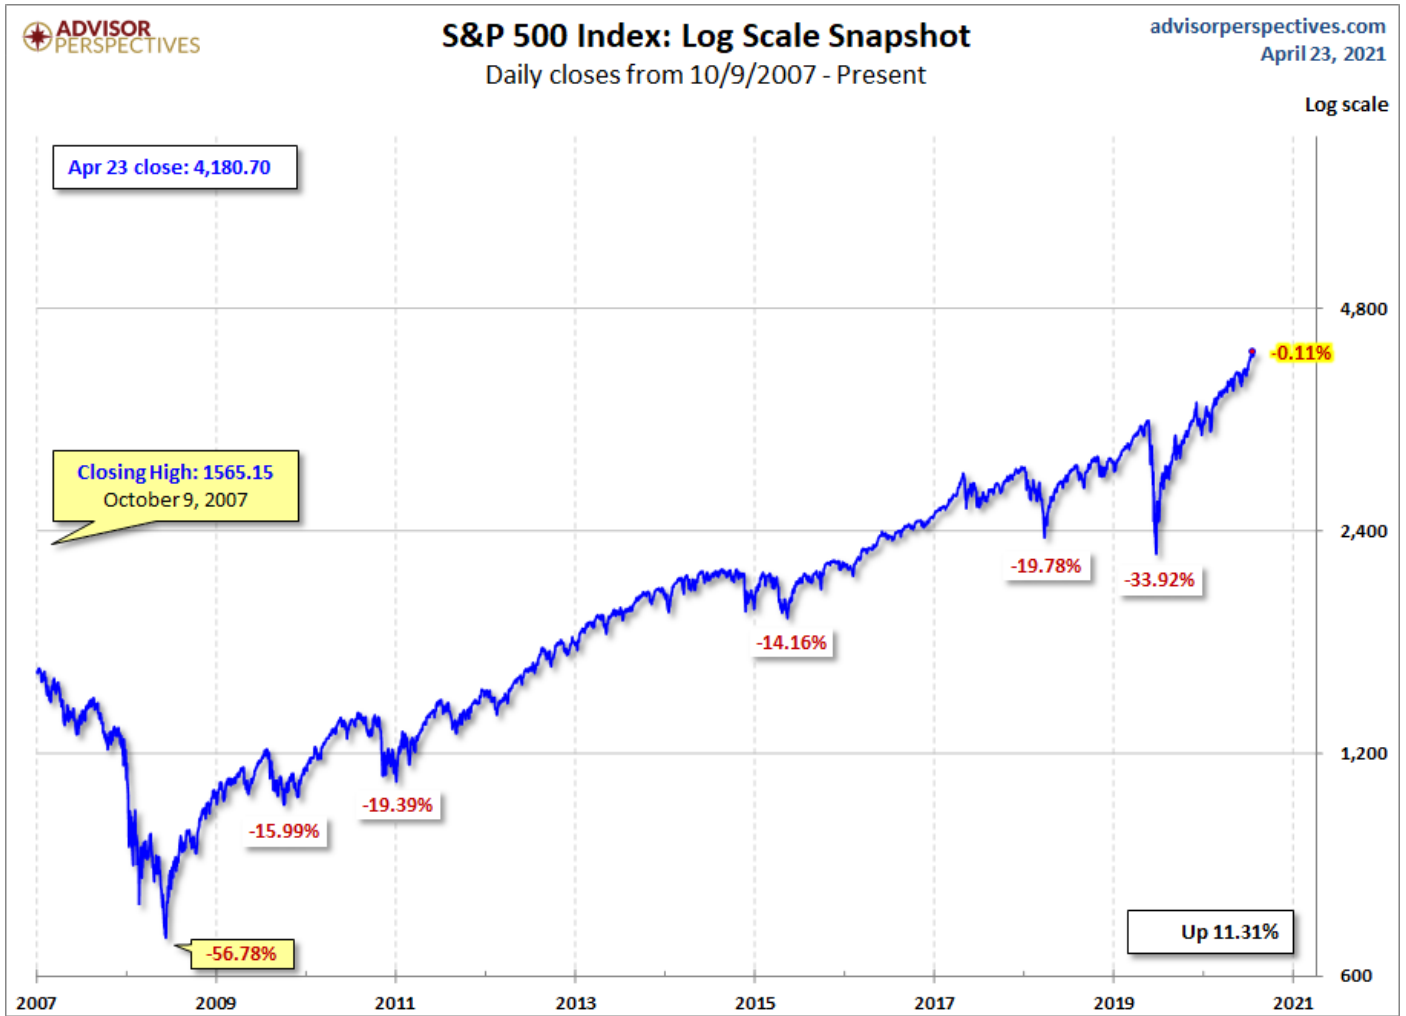 ADVISOR
PERSPECTIVES
S&P 500 Index: Log Scale Snapshot
Daily closes from 10/9/2007 - Present
advisorperspectives.com
April 23, 2021
Log scale
Apr 23 close: 4,180.70
4,800
-0.11%
Closing High: 1565.15
October 9, 2007
2,400
-19.78%
-33.92%
-14.16%
1,200
-19.39%
-15.99%
Up 11.31%
-56.78%
600
2007 2009 2011 2013 2015 2017 2019 2021